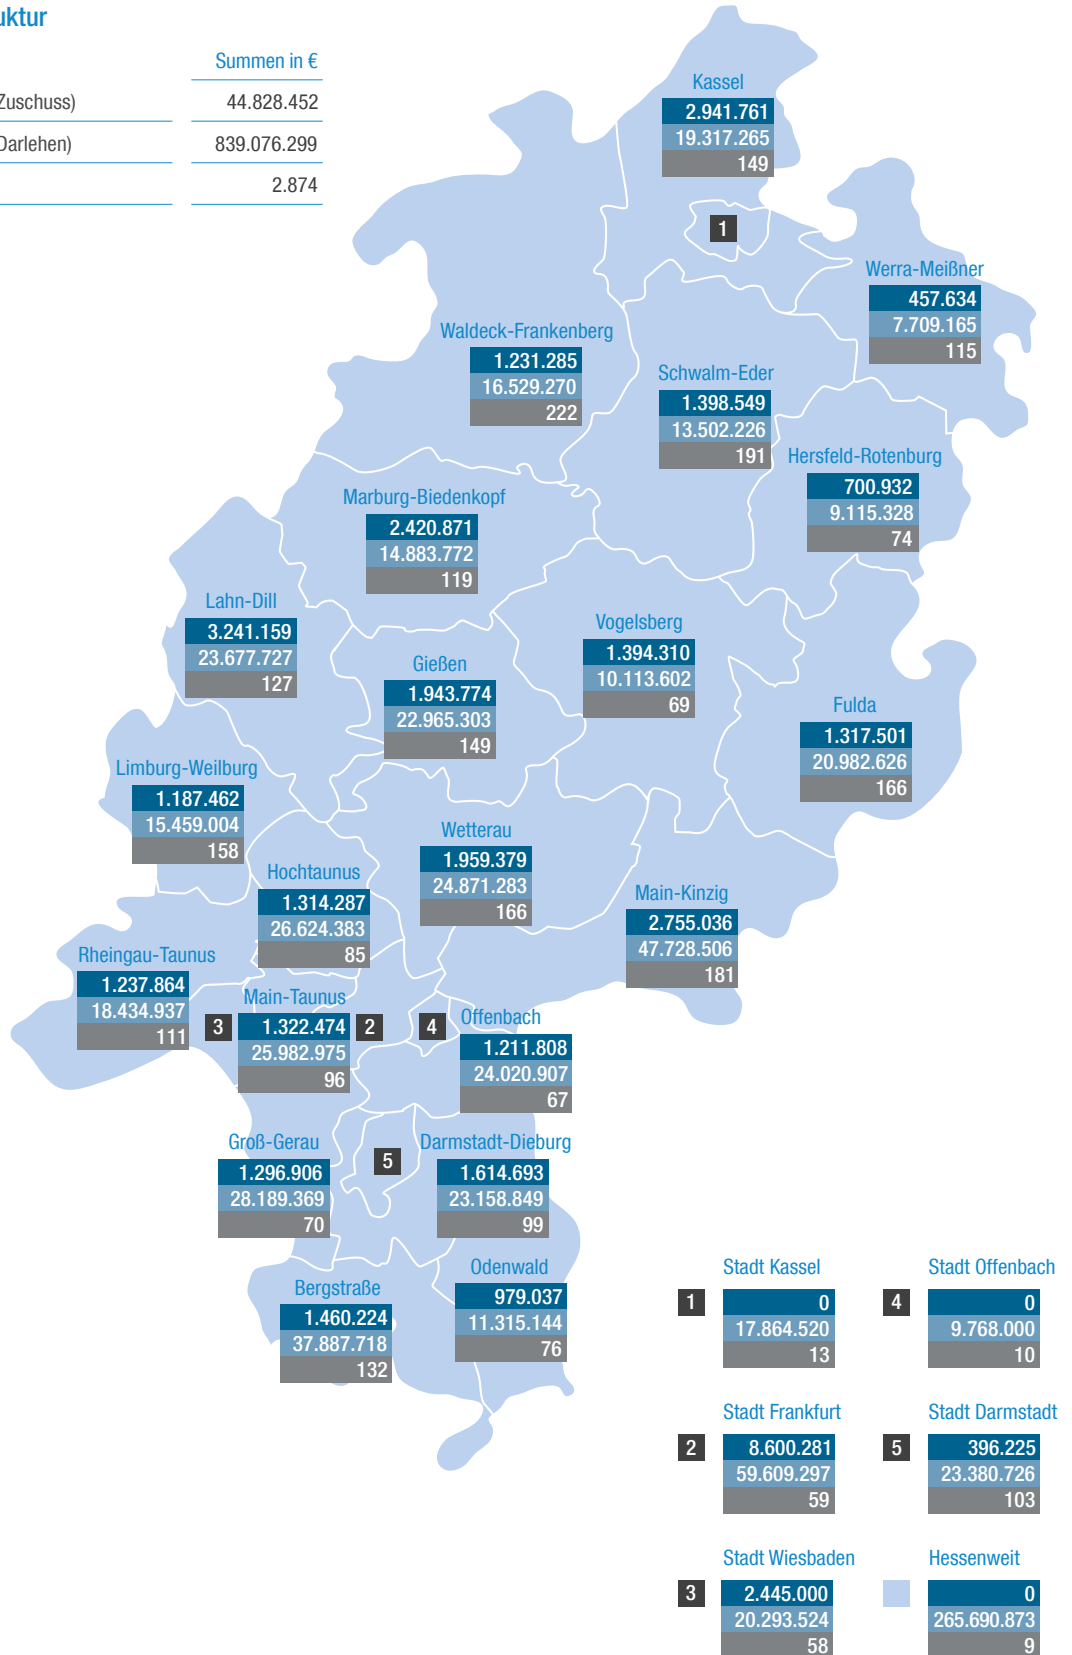 uktur
Summen in €
Zuschuss) 44.828.452
Darlehen) 839.076.299
2.874
Kassel
2.941.761
19.317.265
149
1
Werra-Meißner
457.634
7.709.165
115
Waldeck-Frankenberg
1.231.285
16.529.270
222
Schwalm-Eder
1.398.549
13.502.226
191
Hersfeld-Rotenburg
700.932
9.115.328
74
Marburg-Biedenkopf
2.420.871
14.883.772
119
Lahn-Dill
3.241.159
23.677.727
127
Vogelsberg
1.394.310
10.113.602
69
Gießen
1.943.774
22.965.303
149
Fulda
1.317.501
20.982.626
166
Limburg-Weilburg
1.187.462
15.459.004
158
Wetterau
1.959.379
24.871.283
166
Hochtaunus
1.314.287
26.624.383
85
Main-Kinzig
2.755.036
47.728.506
181
Rheingau-Taunus
1.237.864
18.434.937
111
Main-Taunus
3
1.322.474
25.982.975
96
2
4
Offenbach
1.211.808
24.020.907
67
Groß-Gerau
1.296.906
28.189.369
70
5
Darmstadt-Dieburg
1.614.693
23.158.849
99
Odenwald
979.037
11.315.144
76
Bergstraße
1.460.224
37.887.718
132
Stadt Kassel
1
0
17.864.520
13
Stadt Offenbach
4
0
9.768.000
10
Stadt Frankfurt
2
8.600.281
59.609.297
59
Stadt Darmstadt
5
396.225
23.380.726
103
Stadt Wiesbaden
3
2.445.000
20.293.524
58
Hessenweit
0
265.690.873
9